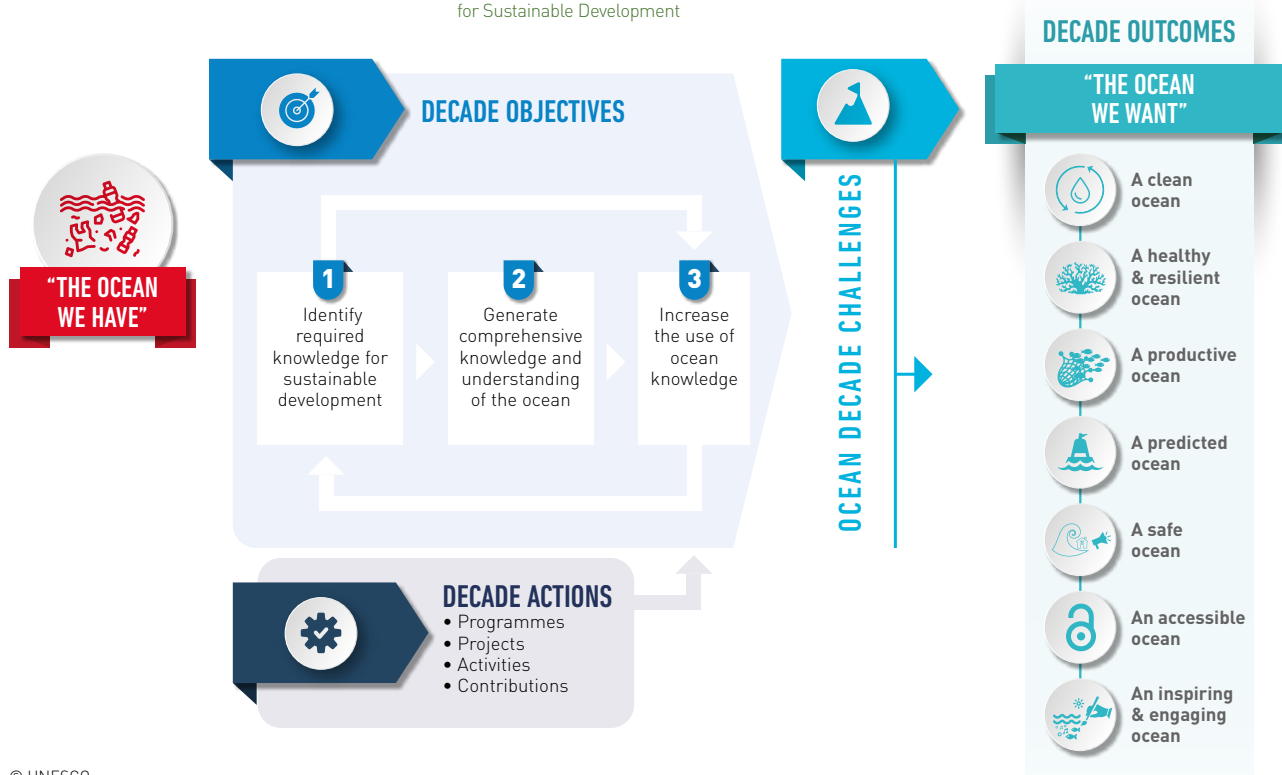 for Sustainable Development
"THE OCEAN
WE HAVE"
DECADE OBJECTIVES
1
Identify
required
knowledge for
sustainable
development
2
Generate
comprehensive
knowledge and
understanding
of the ocean
3
Increase
the use of
ocean
knowledge
DECADE ACTIONS
• Programmes
• Projects
• Activities
• Contributions
OCEAN DECADE CHALLENGES
DECADE OUTCOMES
"THE OCEAN
WE WANT"
A clean
ocean
A healthy
& resilient
ocean
A productive
ocean
A predicted
ocean
A safe
ocean
An accessible
ocean
An inspiring
& engaging
ocean
© UNESCO